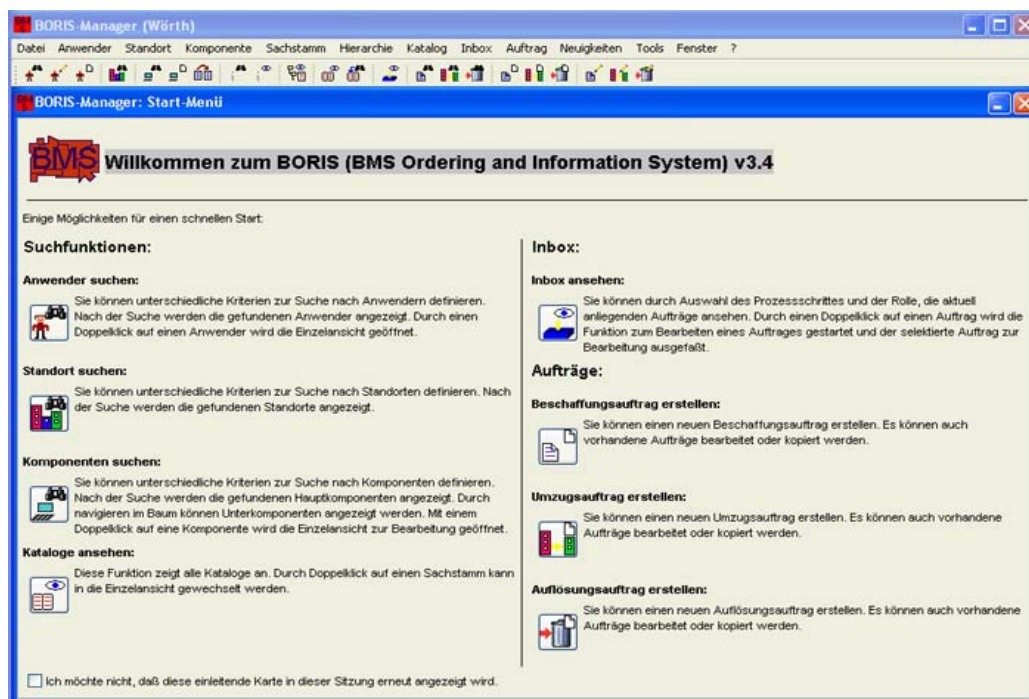 BORIS-Manager (Wörth)
Datei Anwender Standort Komponente Sachstamm Hierarchie Katalog Inbox Auftrag Neuigkeiten Tools Fenster ?
BORIS-Manager: Start-Menü
BMS
Willkommen zum BORIS (BMS Ordering and Information System) v3.4
Einige Möglichkeiten für einen schnellen Start:
Suchfunktionen:
Anwender suchen:
Sie können unterschiedliche Kriterien zur Suche nach Anwendern definieren.
Nach der Suche werden die gefundenen Anwender angezeigt. Durch einen
Doppelklick auf einen Anwender wird die Einzelansicht geöffnet.
Standort suchen:
Sie können unterschiedliche Kriterien zur Suche nach Standorten definieren. Nach
der Suche werden die gefundenen Standorte angezeigt.
Komponenten suchen:
Sie können unterschiedliche Kriterien zur Suche nach Komponenten definieren.
Nach der Suche werden die gefundenen Hauptkomponenten angezeigt. Durch
navigieren im Baum können Unterkomponenten angezeigt werden. Mit einem
Doppelklick auf eine Komponente wird die Einzelansicht zur Bearbeitung geöffnet.
Kataloge ansehen:
Diese Funktion zeigt alle Kataloge an. Durch Doppelklick auf einen Sachstamm kann
in die Einzelansicht gewechselt werden.
Inbox:
Inbox ansehen:
Sie können durch Auswahl des Prozessschrittes und der Rolle, die aktuell
anliegenden Aufträge ansehen. Durch einen Doppelklick auf einen Auftrag wird die
Funktion zum Bearbeiten eines Auftrages gestartet und der selektierte Auftrag zur
Bearbeitung ausgefaßt.
Aufträge:
Beschaffungsauftrag erstellen:
Sie können einen neuen Beschaffungsauftrag erstellen. Es können auch
vorhandene Aufträge bearbeitet oder kopiert werden.
Umzugsauftrag erstellen:
Sie können einen neuen Umzugsauftrag erstellen. Es können auch vorhandene
Aufträge bearbeitet oder kopiert werden.
Auflösungsauftrag erstellen:
Sie können einen neuen Auflösungsauftrag erstellen. Es können auch vorhandene
Aufträge bearbeitet oder kopiert werden.
Ich möchte nicht, daß diese einleitende Karte in dieser Sitzung erneut angezeigt wird.